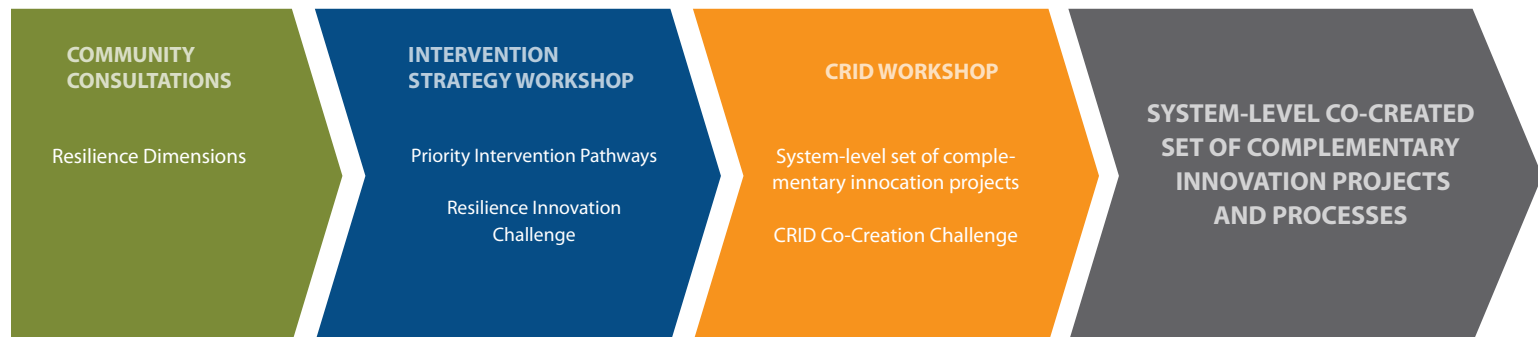 COMMUNITY
CONSULTATIONS
Resilience Dimensions
INTERVENTION
STRATEGY WORKSHOP
Priority Intervention Pathways
Resilience Innovation
Challenge
CRID WORKSHOP
System-level set of comple-
mentary innocation projects
CRID Co-Creation Challenge
SYSTEM-LEVEL CO-CREATED
SET OF COMPLEMENTARY
INNOVATION PROJECTS
AND PROCESSES